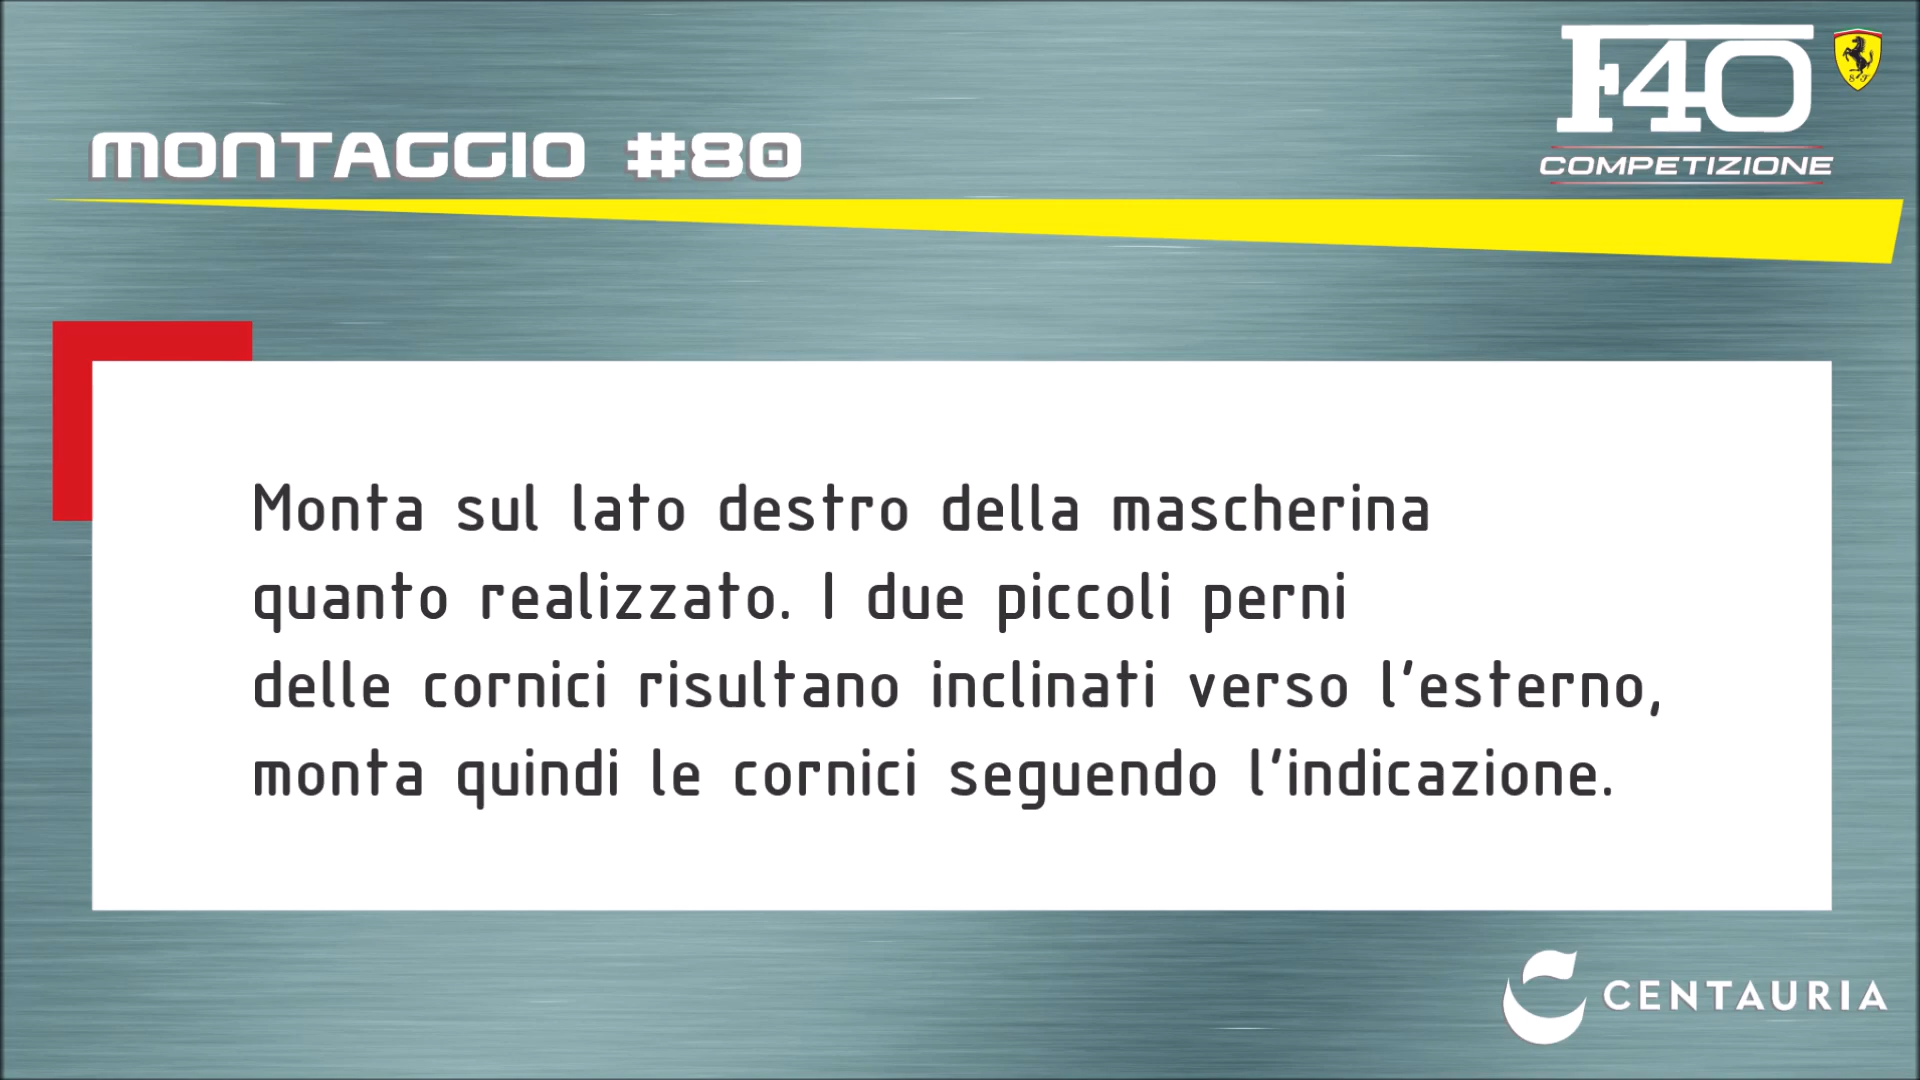 F40
COMPETIZIONE
MONTAGGIO #80
Monta sul lato destro della mascherina
quanto realizzato. I due piccoli perni
delle cornici risultano inclinati verso l'esterno,
monta quindi le cornici seguendo l'indicazione.
CENTAURIA